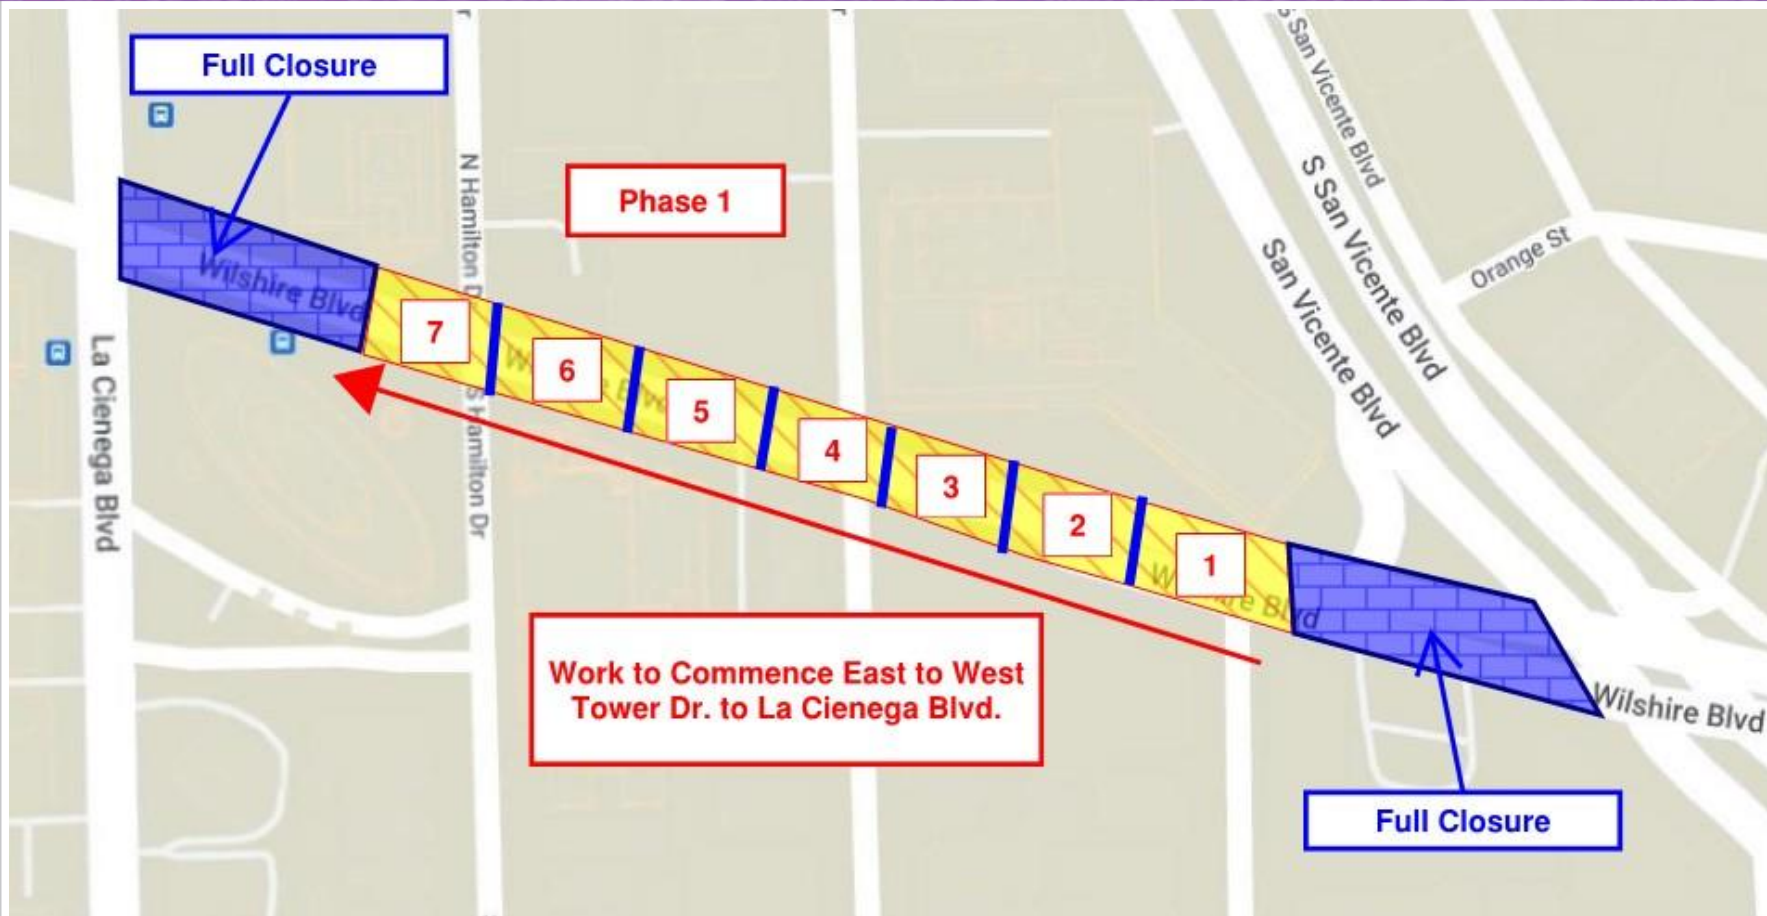 Full Closure
S San Vicente Blvd
N Hamilton D
Phase 1
S San Vicente Blvd
Orange St
San Vicente Blvd
Wilshire Blvd
La Cienega Blvd
7
6
5
4
3
2
1
S Hamilton Dr
Work to Commence East to West
Tower Dr. to La Cienega Blvd.
Wilshire Blvd
Full Closure